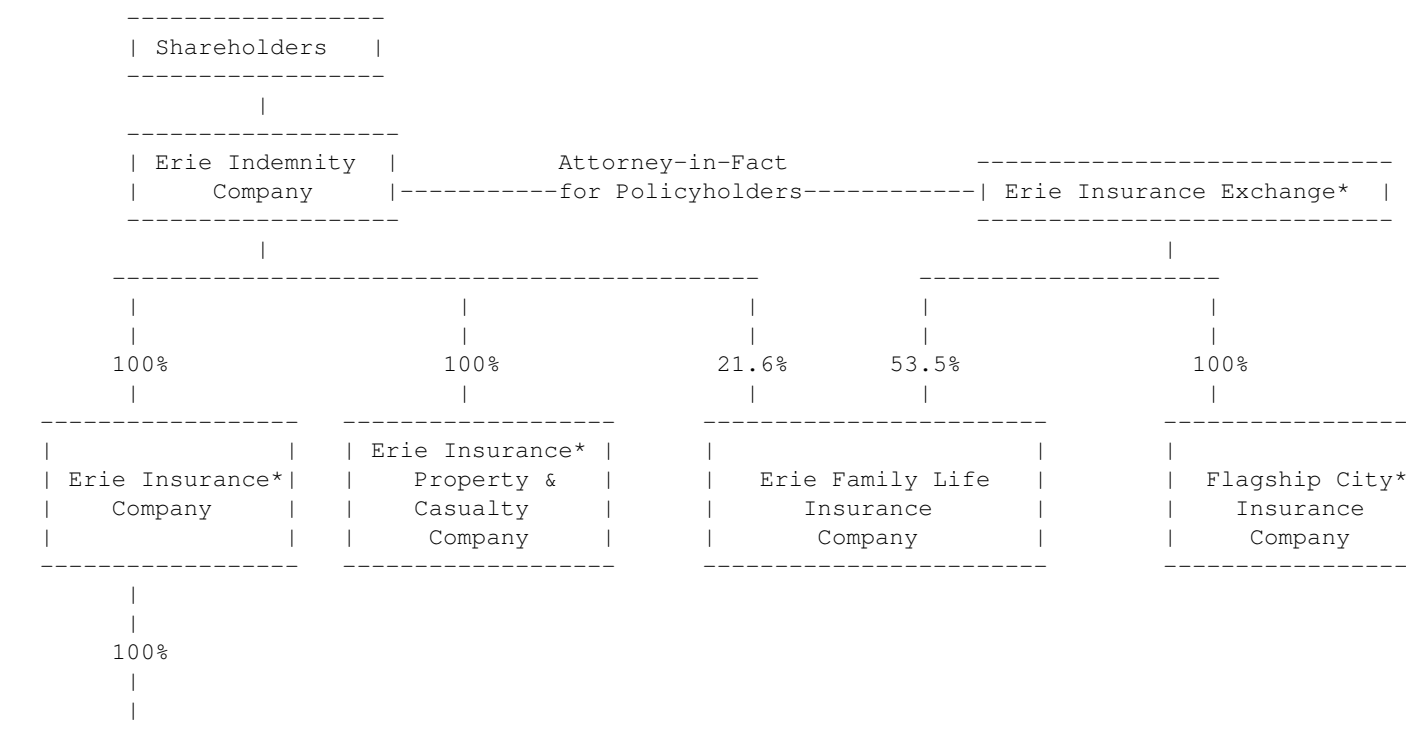 Shareholders
Attorney-in-Fact
Erie Indemnity
Company
for Policyholders
Erie Insurance Exchange*
100% 100% 21.6% 53.5% 100%
Erie Insurance*
Company
Erie Insurance*
Property &
Casualty
Company
Erie Family Life
Insurance
Company
Flagship City*
Insurance
Company
100%